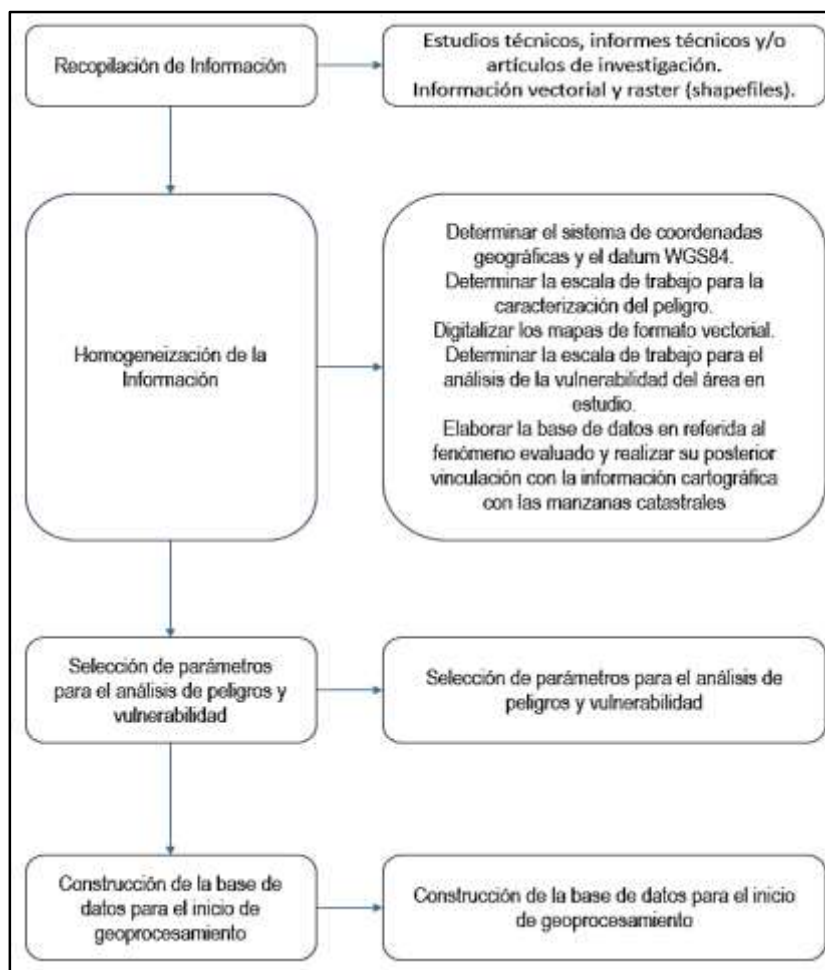 Recopilación de Información
Estudios técnicos, informes técnicos y/o
artículos de investigación.
Información vectorial y raster (shapefiles).
Homogeneización de la
Información
Determinar el sistema de coordenadas
geográficas y el datum WGS84.
Determinar la escala de trabajo para la
caracterización del peligro.
Digitalizar los mapas de formato vectorial.
Determinar la escala de trabajo para el
análisis de la vulnerabilidad del área en
estudio.
Elaborar la base de datos en referida al
fenómeno evaluado y realizar su posterior
vinculación con la información cartográfica
con las manzanas catastrales
Selección de parámetros
para el análisis de peligros y
vulnerabilidad
Selección de parámetros para el análisis de
peligros y vulnerabilidad
Construcción de la base de
datos para el inicio de
geoprocesamiento
Construcción de la base de datos para el inicio
de geoprocesamiento